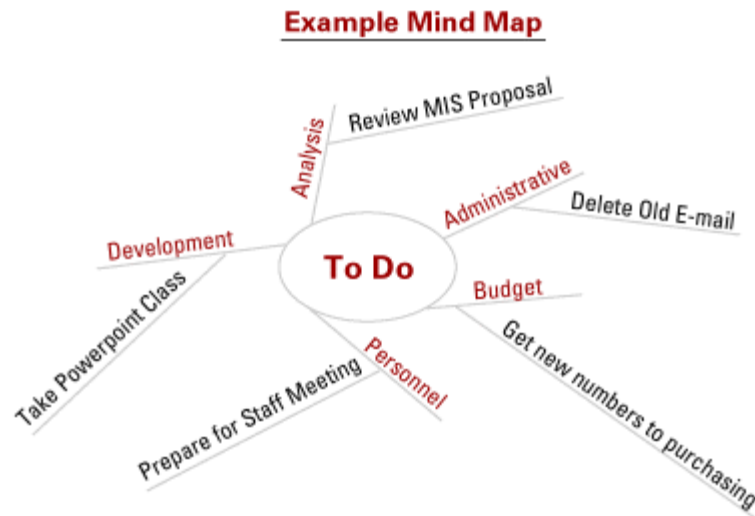 Example Mind Map
Analysis
Review MIS Proposal
Administrative
Delete Old E-mail
Development
Take Powerpoint Class
To Do
Budget
Get new numbers to purchasing
Personnel
Prepare for Staff Meeting